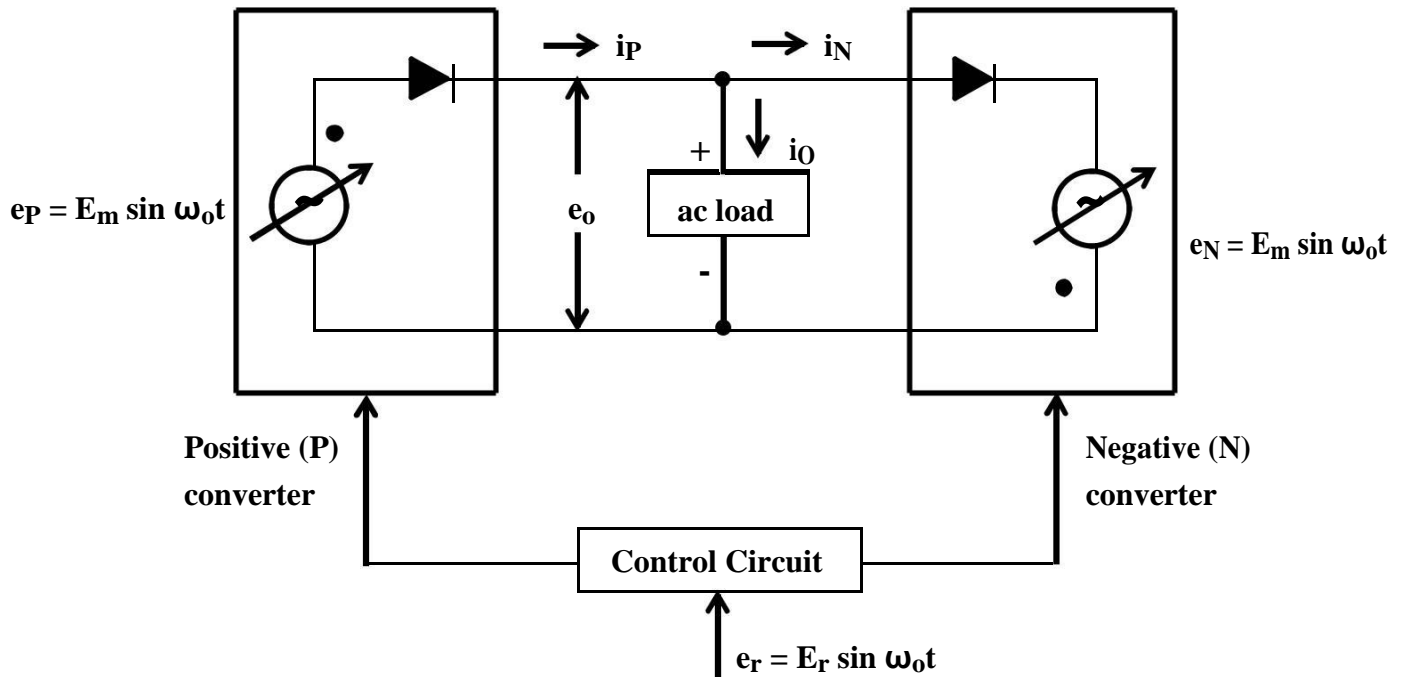 iP
iN
+
iO
eP = Em sin ωot
eo
ac load
eN = Em sin ωot
-
Positive (P)
converter
Negative (N)
converter
Control Circuit
er = Er sin ωot